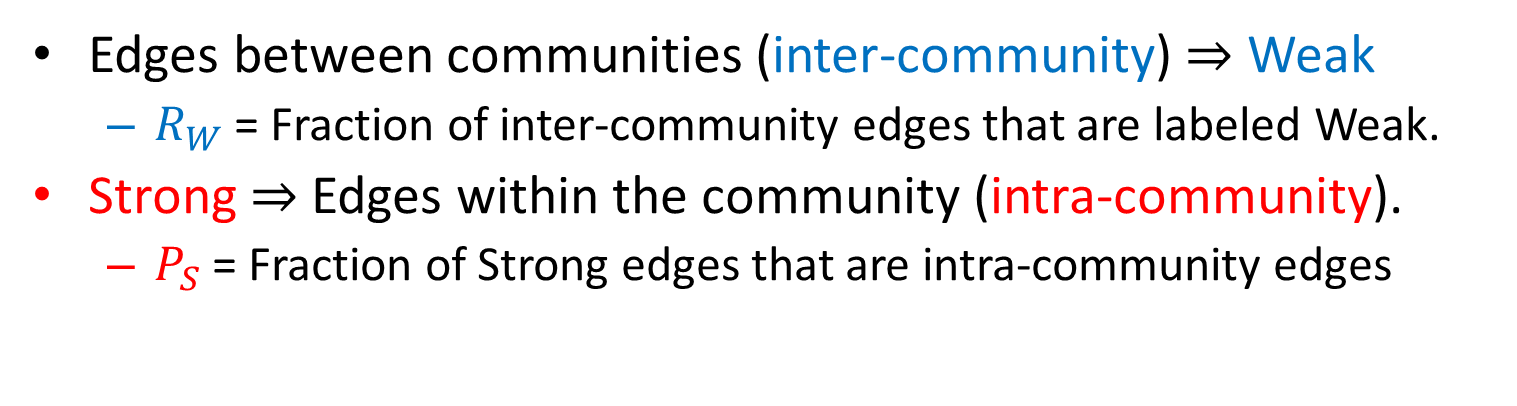 • Edges between communities (inter-community) ⇒ Weak
– R_W = Fraction of inter-community edges that are labeled Weak.
• Strong ⇒ Edges within the community (intra-community).
– P_S = Fraction of Strong edges that are intra-community edges